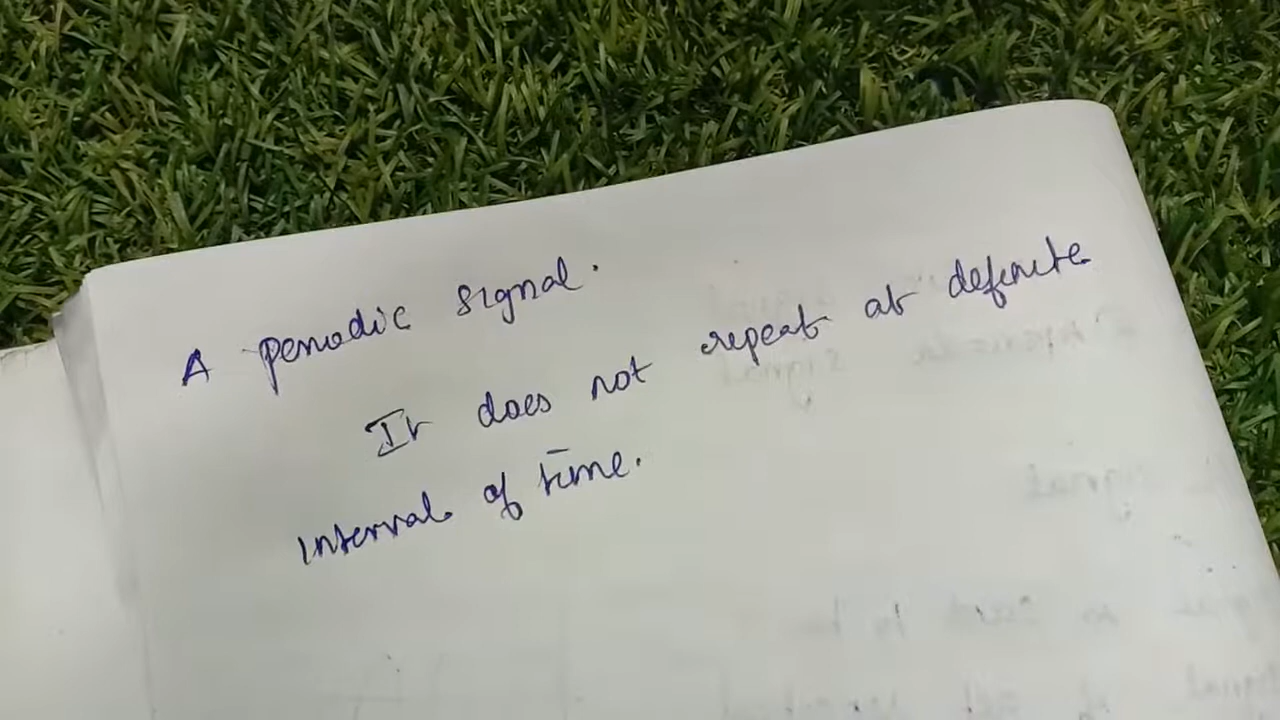 A periodic signal.
It does not repeat at definite
interval of time.